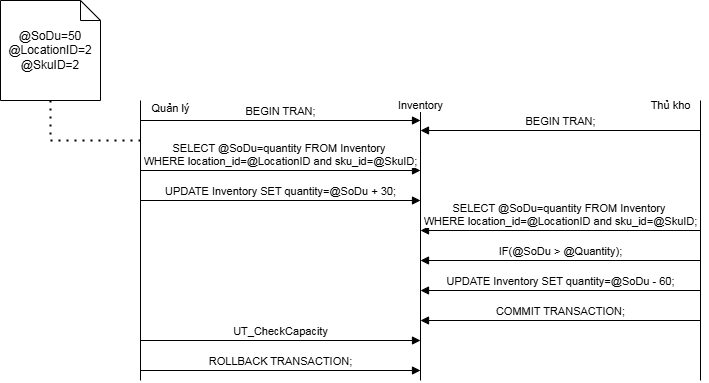 @SoDu=50
@LocationID=2
@SkuID=2
Quản lý
Inventory
Thủ kho
BEGIN TRAN;
BEGIN TRAN;
SELECT @SoDu=quantity FROM Inventory
WHERE location_id=@LocationID and sku_id=@SkuID;
UPDATE Inventory SET quantity=@SoDu + 30;
SELECT @SoDu=quantity FROM Inventory
WHERE location_id=@LocationID and sku_id=@SkuID;
IF(@SoDu > @Quantity);
UPDATE Inventory SET quantity=@SoDu - 60;
COMMIT TRANSACTION;
UT_CheckCapacity
ROLLBACK TRANSACTION;